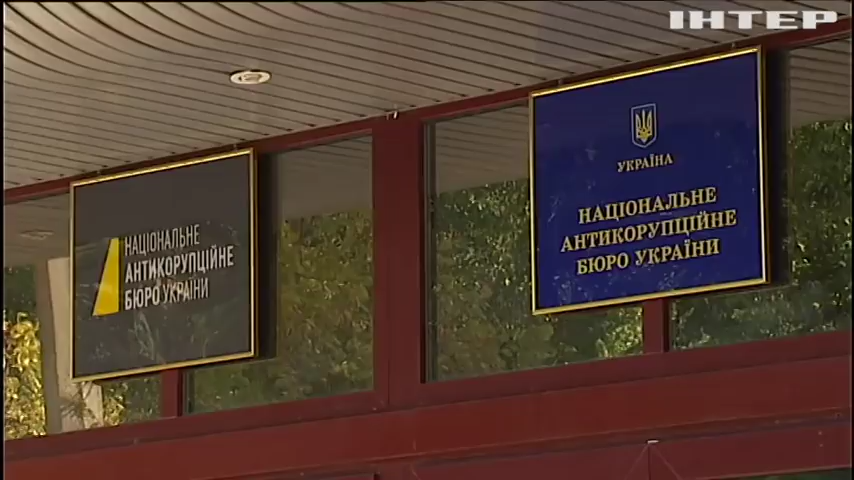 ІНТЕР
НАЦІОНАЛЬНЕ
АНТИКОРУПЦІЙНЕ
БЮРО УКРАЇНИ
УКРАЇНА
НАЦІОНАЛЬНЕ
АНТИКОРУПЦІЙНЕ
БЮРО УКРАЇНИ